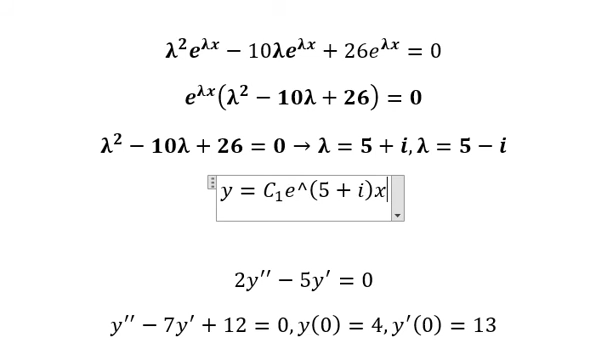 λ²e^{λx} − 10λe^{λx} + 26e^{λx} = 0
e^{λx}(λ² − 10λ + 26) = 0
λ² − 10λ + 26 = 0 → λ = 5 + i, λ = 5 − i
y = C₁e^(5 + i)x
2y′′ − 5y′ = 0
y′′ − 7y′ + 12 = 0, y(0) = 4, y′(0) = 13